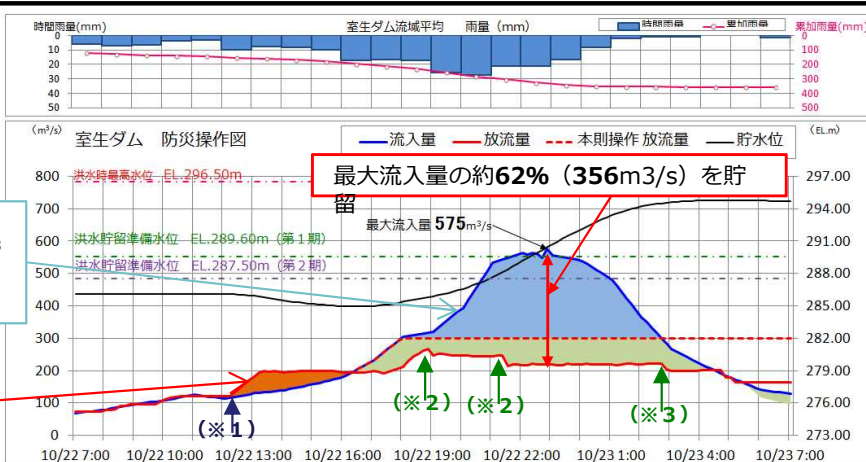 時間雨量(mm)
室生ダム流域平均 雨量（mm）
時間雨量 累加雨量
累加雨量(mm)
0
10
20
30
40
50
0
100
200
300
400
500
(m³/s)
室生ダム 防災操作図
流入量 放流量 本則操作 放流量 貯水位
(EL.m)
洪水時最高水位 EL.296.50m
最大流入量の約62%（356m3/s）を貯
留
最大流入量 575m³/s
洪水貯留準備水位 EL.289.60m（第１期）
洪水貯留準備水位 EL.287.50m（第２期）
800
700
600
500
400
300
200
100
0
297.00
294.00
291.00
288.00
285.00
282.00
279.00
276.00
273.00
（※１）
（※２）
（※２）
（※３）
10/22 7:00 10/22 10:00 10/22 13:00 10/22 16:00 10/22 19:00 10/22 22:00 10/23 1:00 10/23 4:00 10/23 7:00